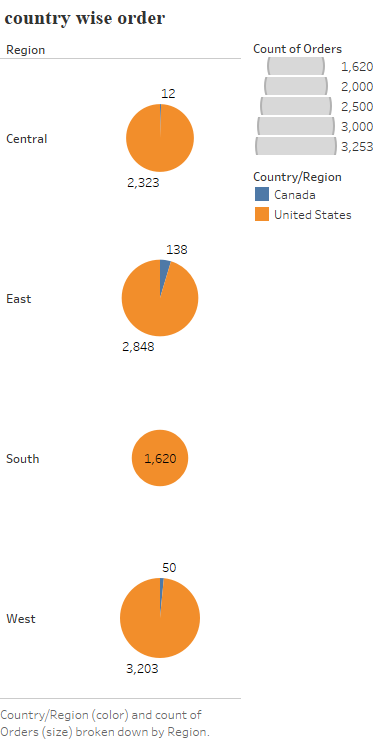 country wise order
Region
Count of Orders
1,620
2,000
2,500
3,000
3,253
Country/Region
Canada
United States
12
Central
2,323
138
East
2,848
South
1,620
50
West
3,203
Country/Region (color) and count of
Orders (size) broken down by Region.